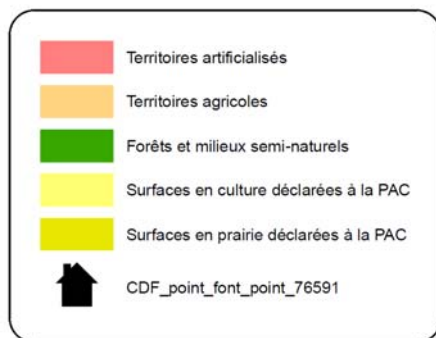 Territoires artificialisés
Territoires agricoles
Forêts et milieux semi-naturels
Surfaces en culture déclarées à la PAC
Surfaces en prairie déclarées à la PAC
CDF_point_font_point_76591